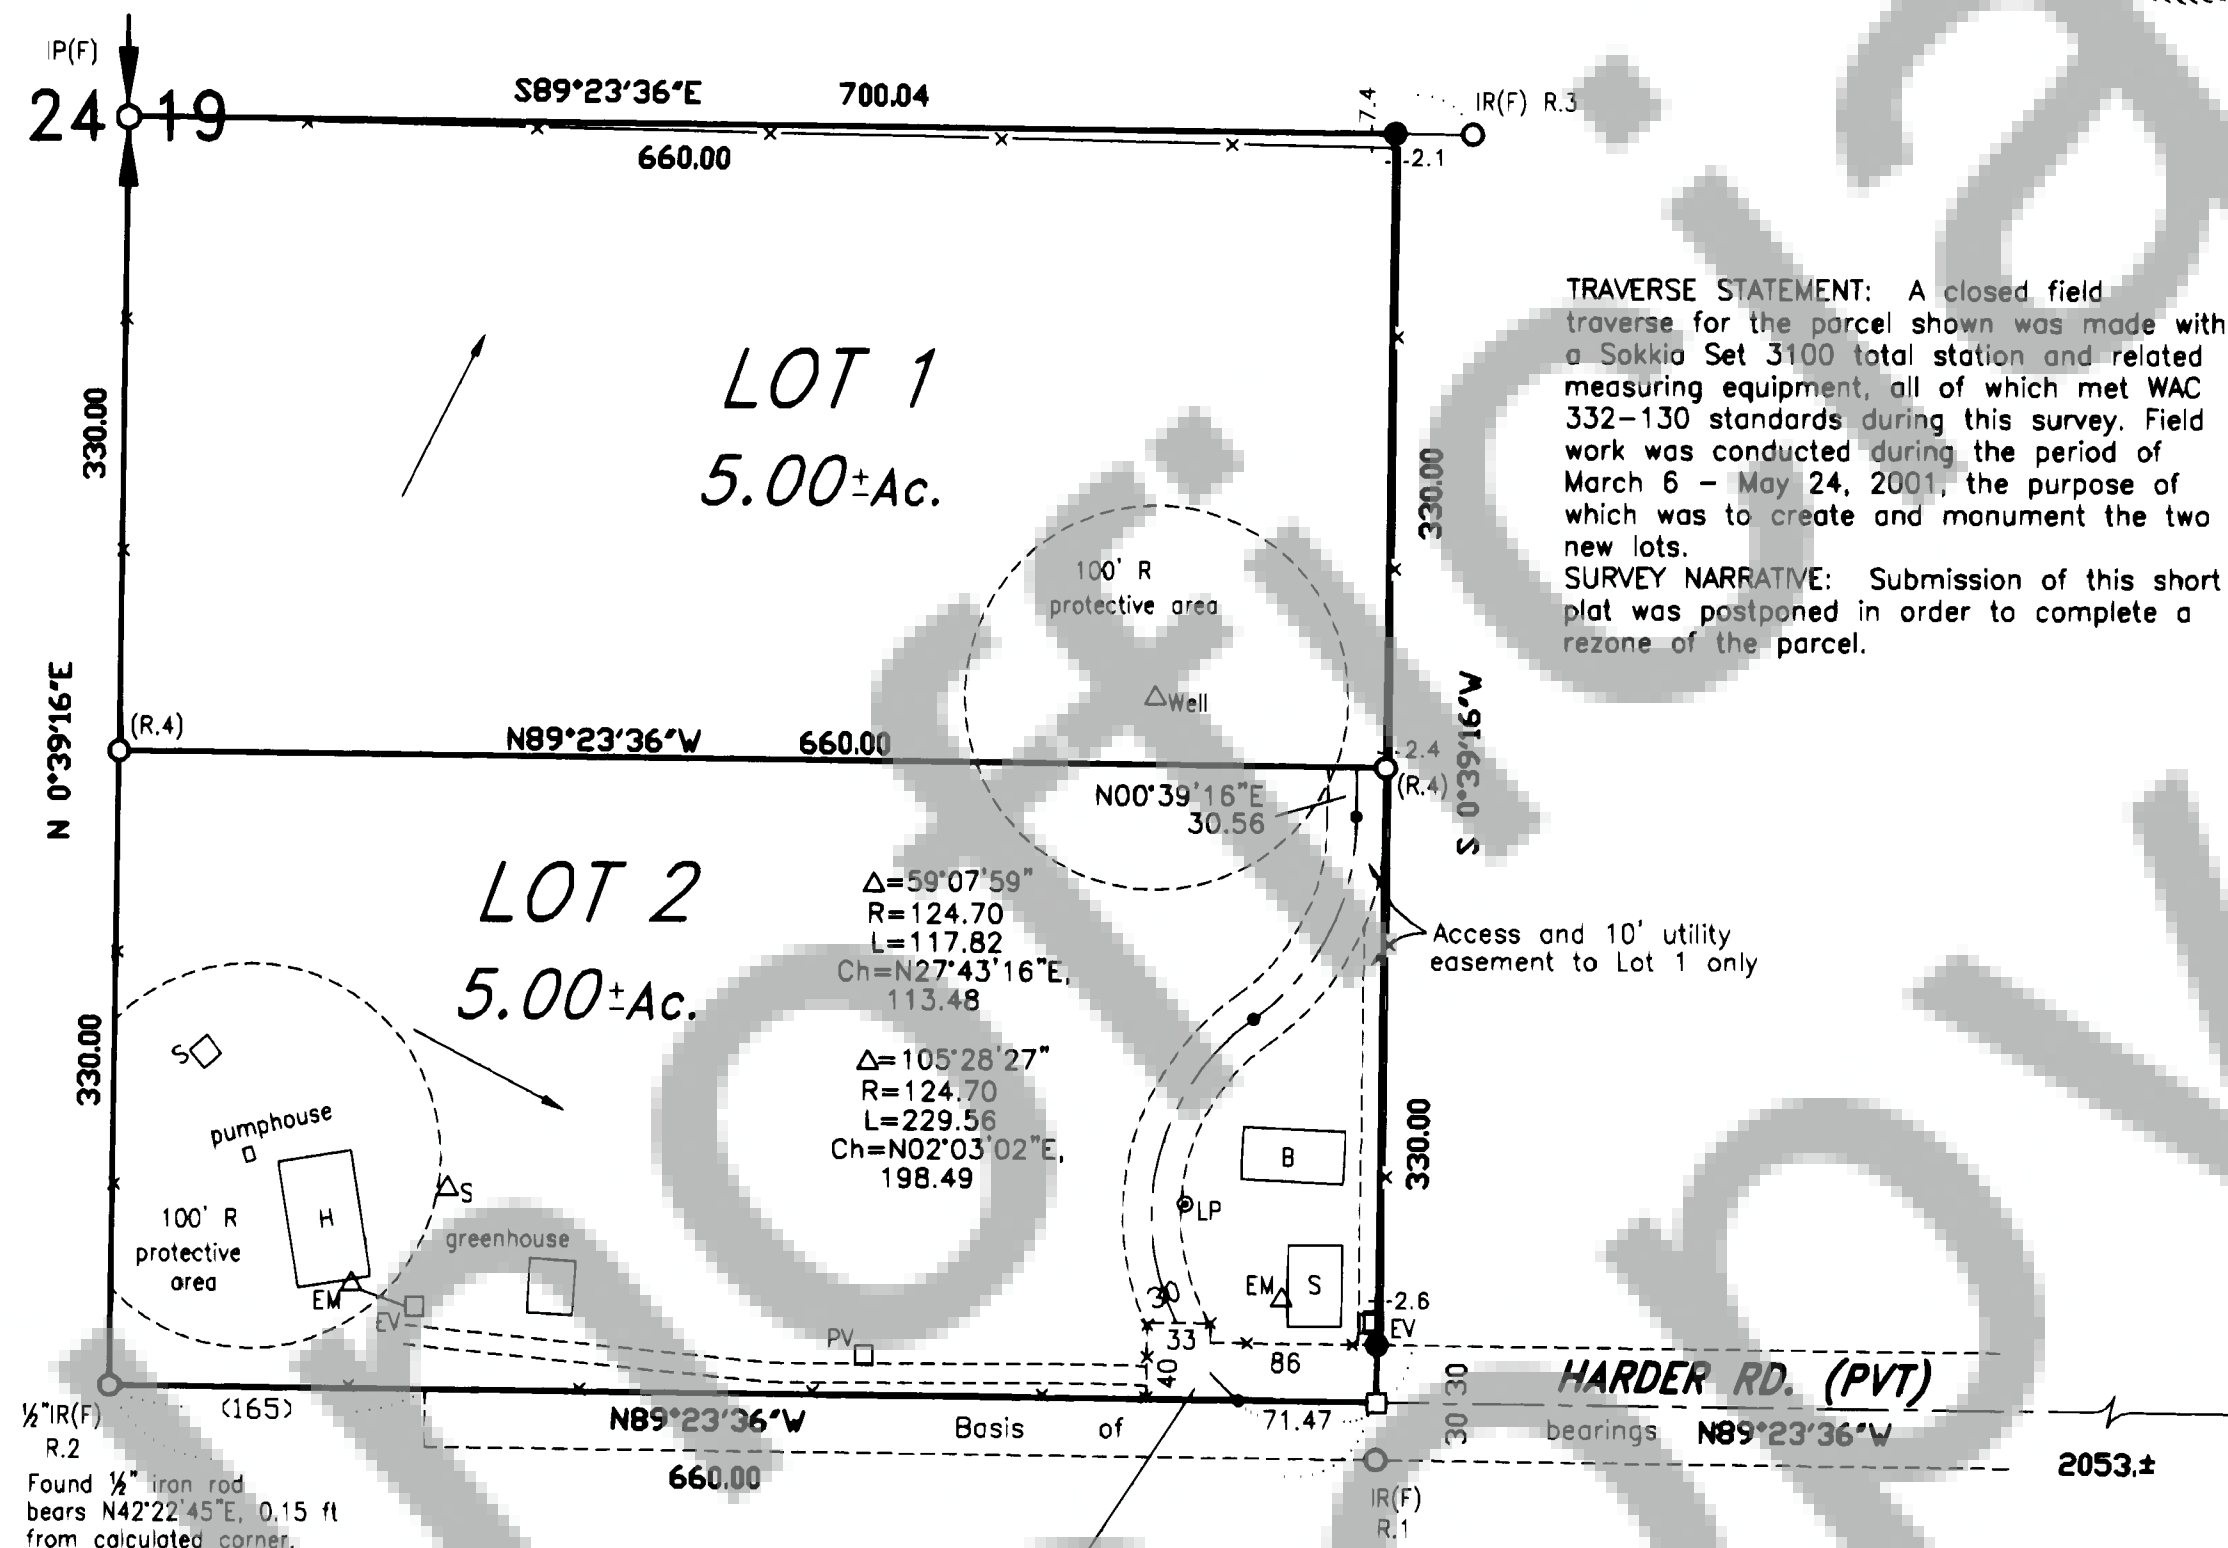 IP(F)
24 19
S89°23'36"E 700.04
7.4
IR(F) R.3
660.00
2.1
330.00
LOT 1
5.00±Ac.
330.00
TRAVERSE STATEMENT: A closed field
traverse for the parcel shown was made with
a Sokkia Set 3100 total station and related
measuring equipment, all of which met WAC
332-130 standards during this survey. Field
work was conducted during the period of
March 6 - May 24, 2001, the purpose of
which was to create and monument the two
new lots.
SURVEY NARRATIVE: Submission of this short
plat was postponed in order to complete a
rezone of the parcel.
100' R
protective area
Well
N 0°39'16"E
(R.4)
N89°23'36"W 660.00
2.4
(R.4)
S 0°39'16"W
N00°39'16"E
30.56
LOT 2
5.00±Ac.
Δ=59°07'59"
R=124.70
L=117.82
Ch=N27°43'16"E,
113.48
Access and 10' utility
easement to Lot 1 only
Δ=105°28'27"
R=124.70
L=229.56
Ch=N02°03'02"E,
198.49
330.00
S
pumphouse
H
S
100' R
protective
area
greenhouse
EM
EV
PV
B
LP
330.00
EM
S
2.6
EV
30
33
40
86
HARDER RD. (PVT)
(165)
N89°23'36"W
Basis of
71.47
30 30
bearings N89°23'36"W
2053.±
660.00
½"IR(F)
R.2
Found ½" iron rod
bears N42°22'45"E, 0.15 ft
from calculated corner.
IR(F)
R.1